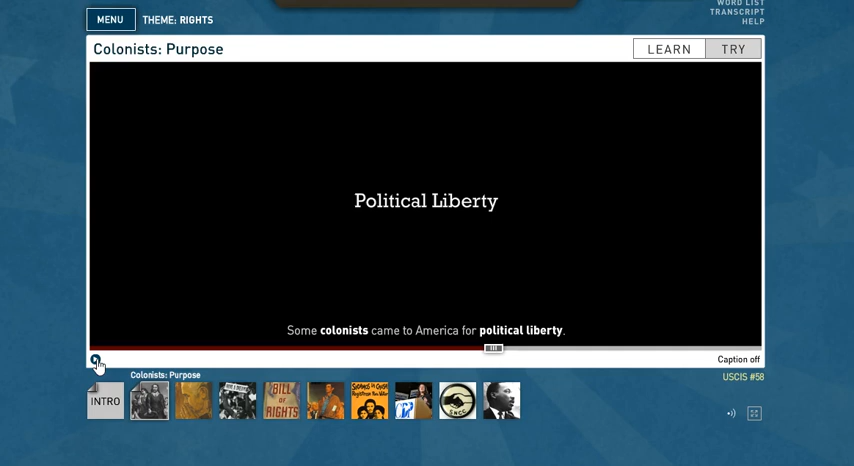 WORD LIST
TRANSCRIPT
HELP
MENU
THEME: RIGHTS
Colonists: Purpose
LEARN
TRY
Political Liberty
Some colonists came to America for political liberty.
Caption off
Colonists: Purpose
USCIS #58
INTRO
BILL
OF
RIGHTS
SNCC